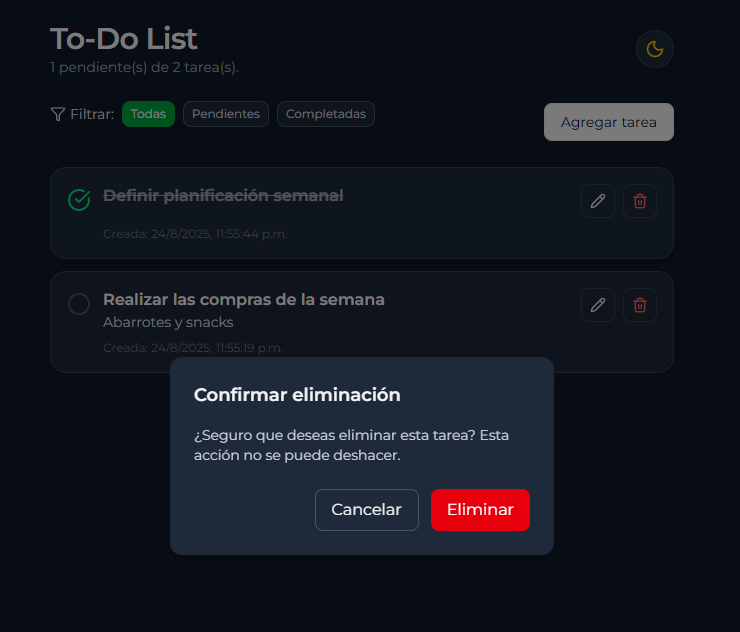 To-Do List
1 pendiente(s) de 2 tarea(s).
Filtrar: Todas Pendientes Completadas
Agregar tarea
Definir planificación semanal
Creada: 24/8/2025, 11:55:44 p.m.
Realizar las compras de la semana
Abarrotes y snacks
Creada: 24/8/2025, 11:55:19 p.m.
Confirmar eliminación
¿Seguro que deseas eliminar esta tarea? Esta
acción no se puede deshacer.
Cancelar Eliminar